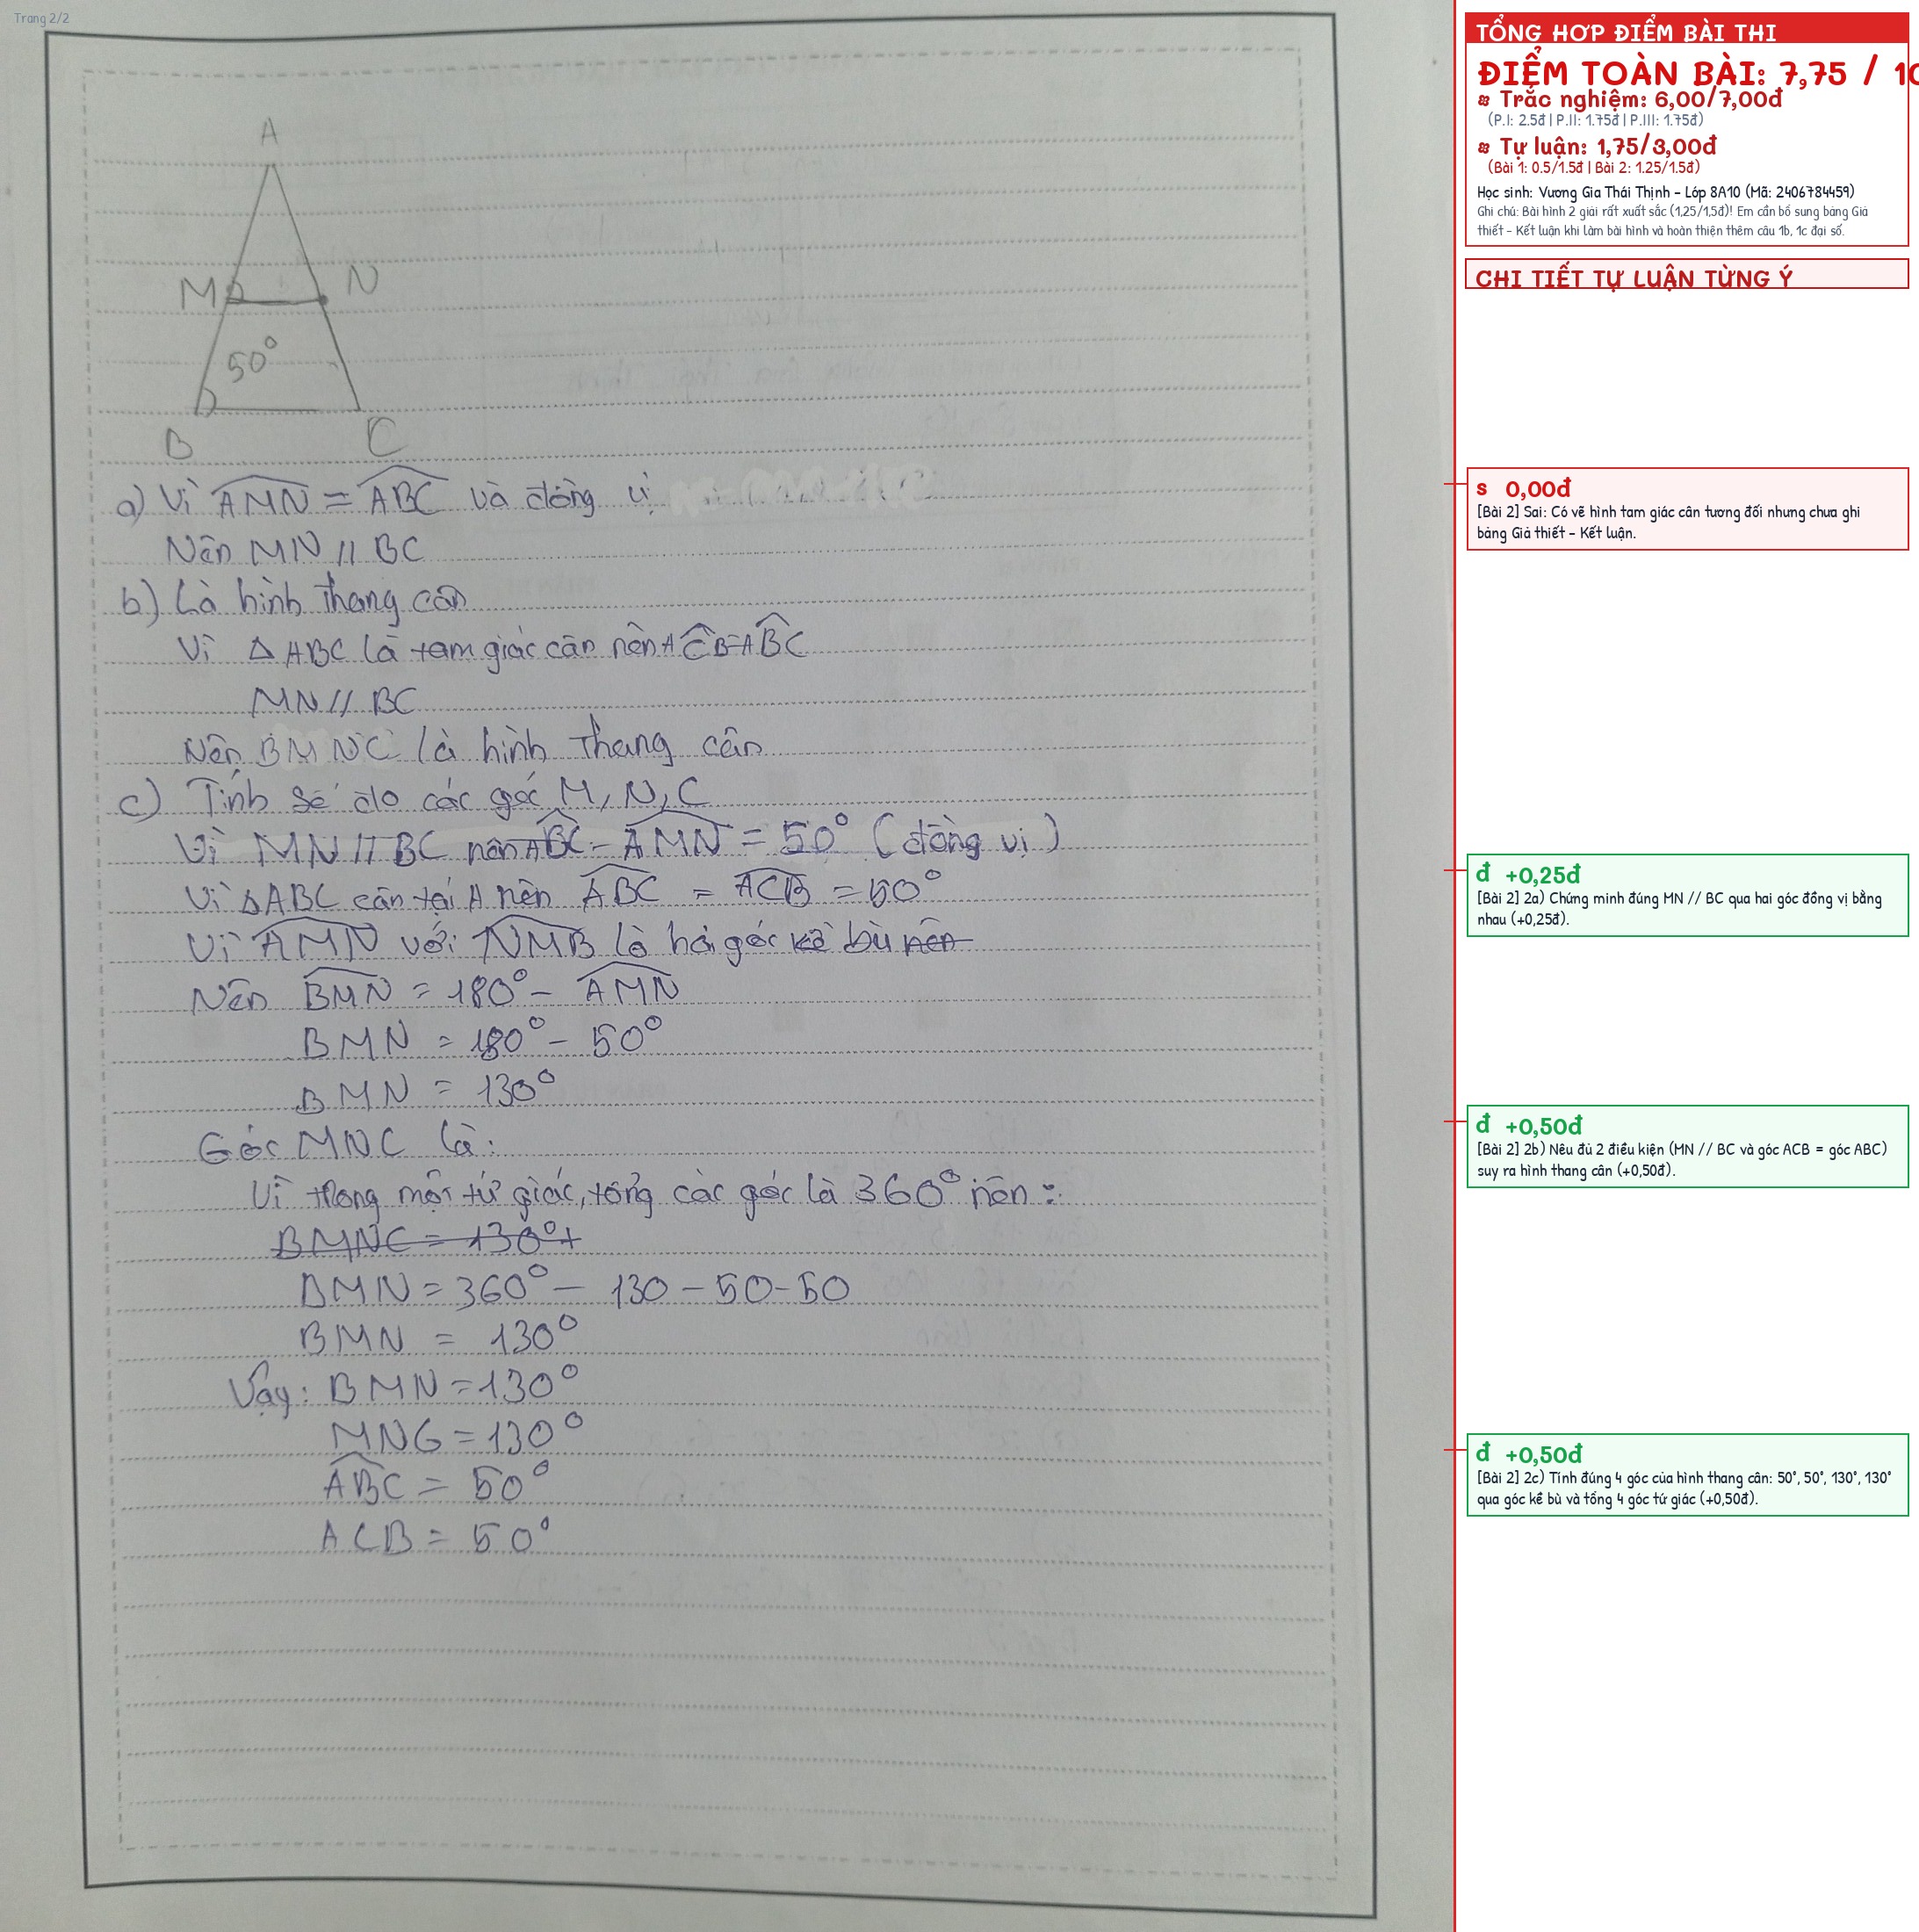 Trang 2/2
A
M
N
50°
B
C
a) Vì AMN = ABC và đồng vị
Nên MN // BC
b) Là hình thang cân
Vì Δ ABC là tam giác cân nên ACB = ABC
MN // BC
Nên BMNC là hình thang cân
c) Tính số đo các góc M, N, C
Vì MN // BC nên ABC = AMN = 50° (đồng vị)
Vì Δ ABC cân tại A nên ABC = ACB = 50°
Vì AMN với NMB là hai góc kề bù nên
Nên BMN = 180° - AMN
BMN = 180° - 50°
BMN = 130°
Góc MNC là:
Vì trong một tứ giác, tổng các góc là 360° nên:
BMNC = 130° +
BMN = 360° - 130 - 50 - 50
BMN = 130°
Vậy: BMN = 130°
MNC = 130°
ABC = 50°
ACB = 50°
TỔNG HỢP ĐIỂM BÀI THI
ĐIỂM TOÀN BÀI: 7,75 / 10
Trắc nghiệm: 6,00/7,00đ
(P.I: 2.5đ | P.II: 1.75đ | P.III: 1.75đ)
Tự luận: 1,75/3,00đ
(Bài 1: 0.5/1.5đ | Bài 2: 1.25/1.5đ)
Học sinh: Vương Gia Thái Thịnh - Lớp 8A10 (Mã: 2406784459)
Ghi chú: Bài hình 2 giải rất xuất sắc (1,25/1,5đ)! Em cần bổ sung bảng Giả
thiết - Kết luận khi làm bài hình và hoàn thiện thêm câu 1b, 1c đại số.
CHI TIẾT TỰ LUẬN TỪNG Ý
s 0,00đ
[Bài 2] Sai: Có vẽ hình tam giác cân tương đối nhưng chưa ghi
bảng Giả thiết - Kết luận.
đ +0,25đ
[Bài 2] 2a) Chứng minh đúng MN // BC qua hai góc đồng vị bằng
nhau (+0,25đ).
đ +0,50đ
[Bài 2] 2b) Nêu đủ 2 điều kiện (MN // BC và góc ACB = góc ABC)
suy ra hình thang cân (+0,50đ).
đ +0,50đ
[Bài 2] 2c) Tính đúng 4 góc của hình thang cân: 50°, 50°, 130°, 130°
qua góc kề bù và tổng 4 góc tứ giác (+0,50đ).